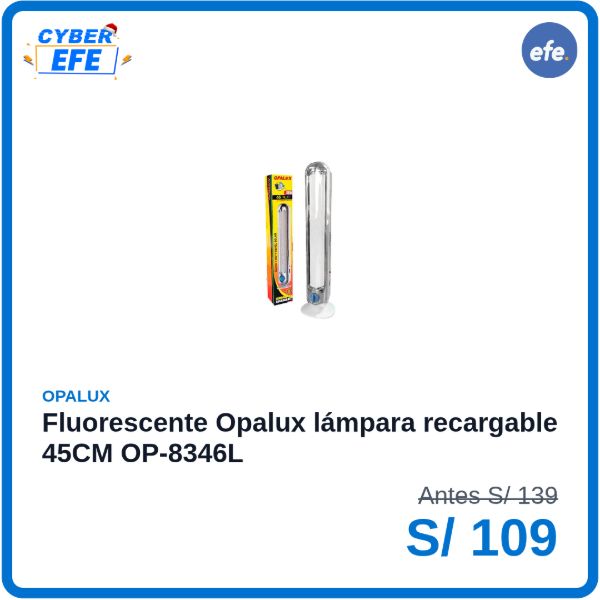 CYBER
EFE
efe.
OPALUX
OPALUX
Fluorescente Opalux lámpara recargable
45CM OP-8346L
Antes S/ 139
S/ 109